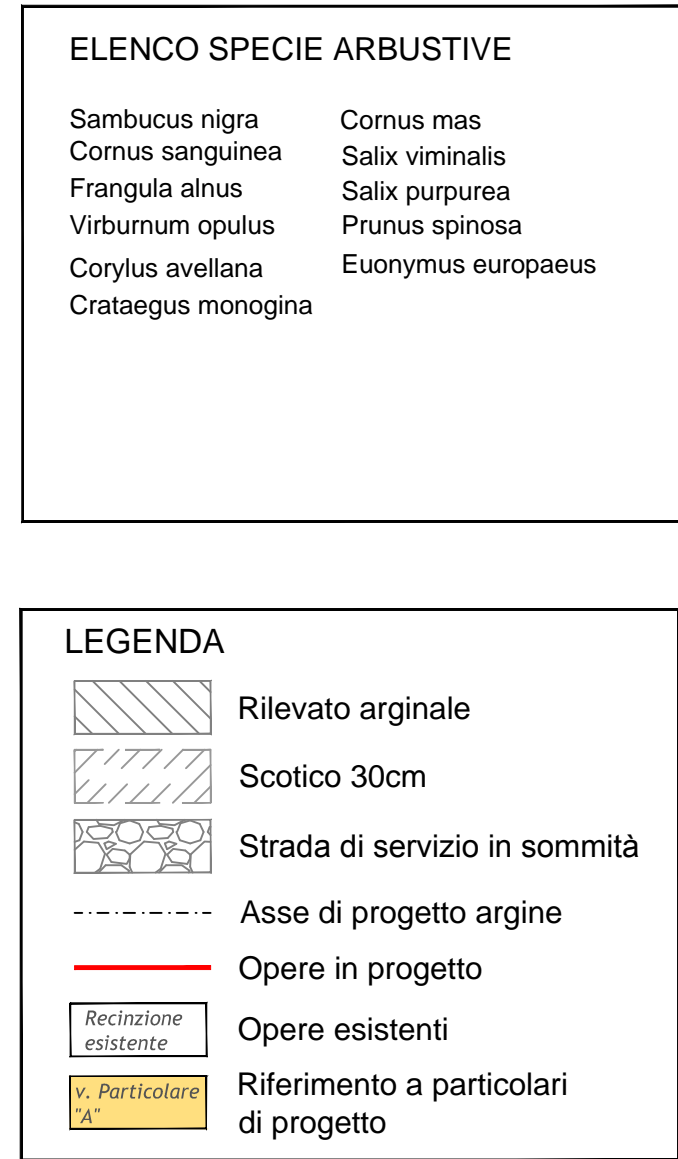 ELENCO SPECIE ARBUSTIVE
Sambucus nigra
Cornus sanguinea
Frangula alnus
Virburnum opulus
Corylus avellana
Crataegus monogina
Cornus mas
Salix viminalis
Salix purpurea
Prunus spinosa
Euonymus europaeus
LEGENDA
Rilevato arginale
Scotico 30cm
Strada di servizio in sommità
Asse di progetto argine
Opere in progetto
Recinzione
esistente
Opere esistenti
v. Particolare
"A"
Riferimento a particolari
di progetto